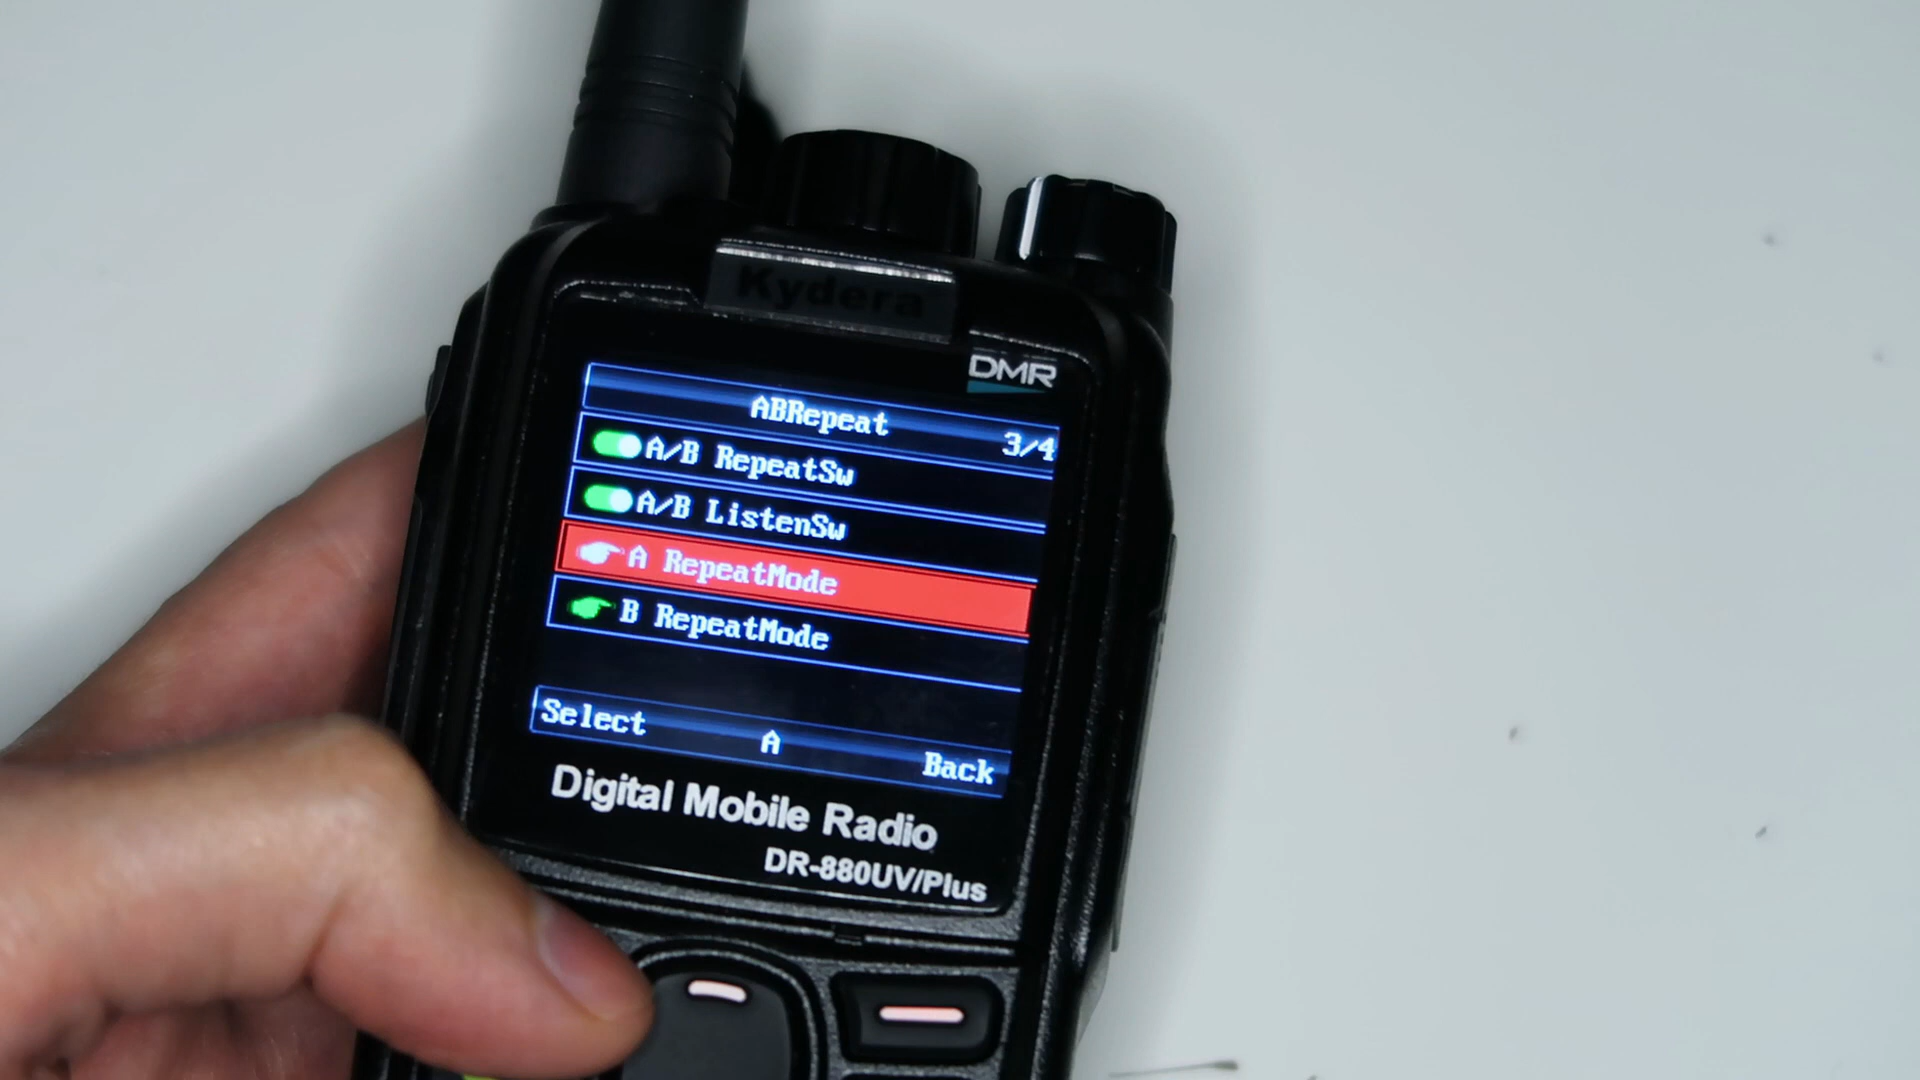 Kydera
DMR
ABRepeat 3/4
A/B RepeatSw
A/B ListenSw
A RepeatMode
B RepeatMode
Select A Back
Digital Mobile Radio
DR-880UV/Plus